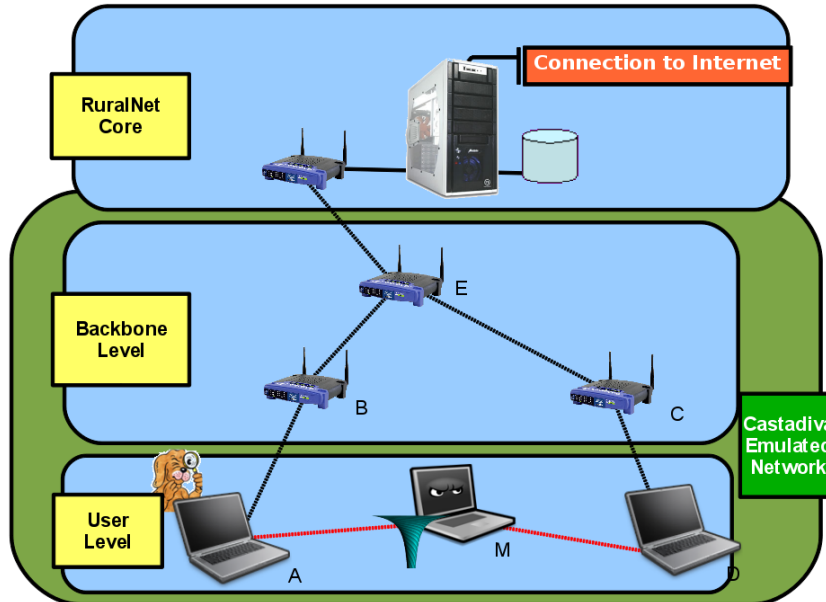 Connection to Internet
RuralNet
Core
E
Backbone
Level
B
C
Castadiva
Emulated
Network
User
Level
M
A
D